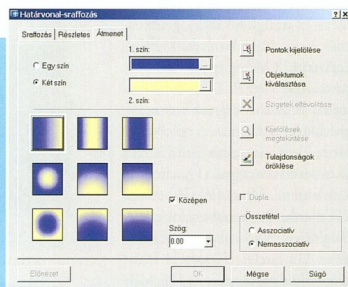 Határvonal-sraffozás
Sraffozás
Részletes
Átmenet
1. szín:
Egy szín
Két szín
2. szín:
Középen
Szög:
0.00
Pontok kijelölése
Objektumok
kiválasztása
Szigetek eltávolítása
Kijelölések
megtekintése
Tulajdonságok
öröklése
Dupla
Összetétel
Asszociatív
Nemasszociatív
Előnézet
OK
Mégse
Súgó